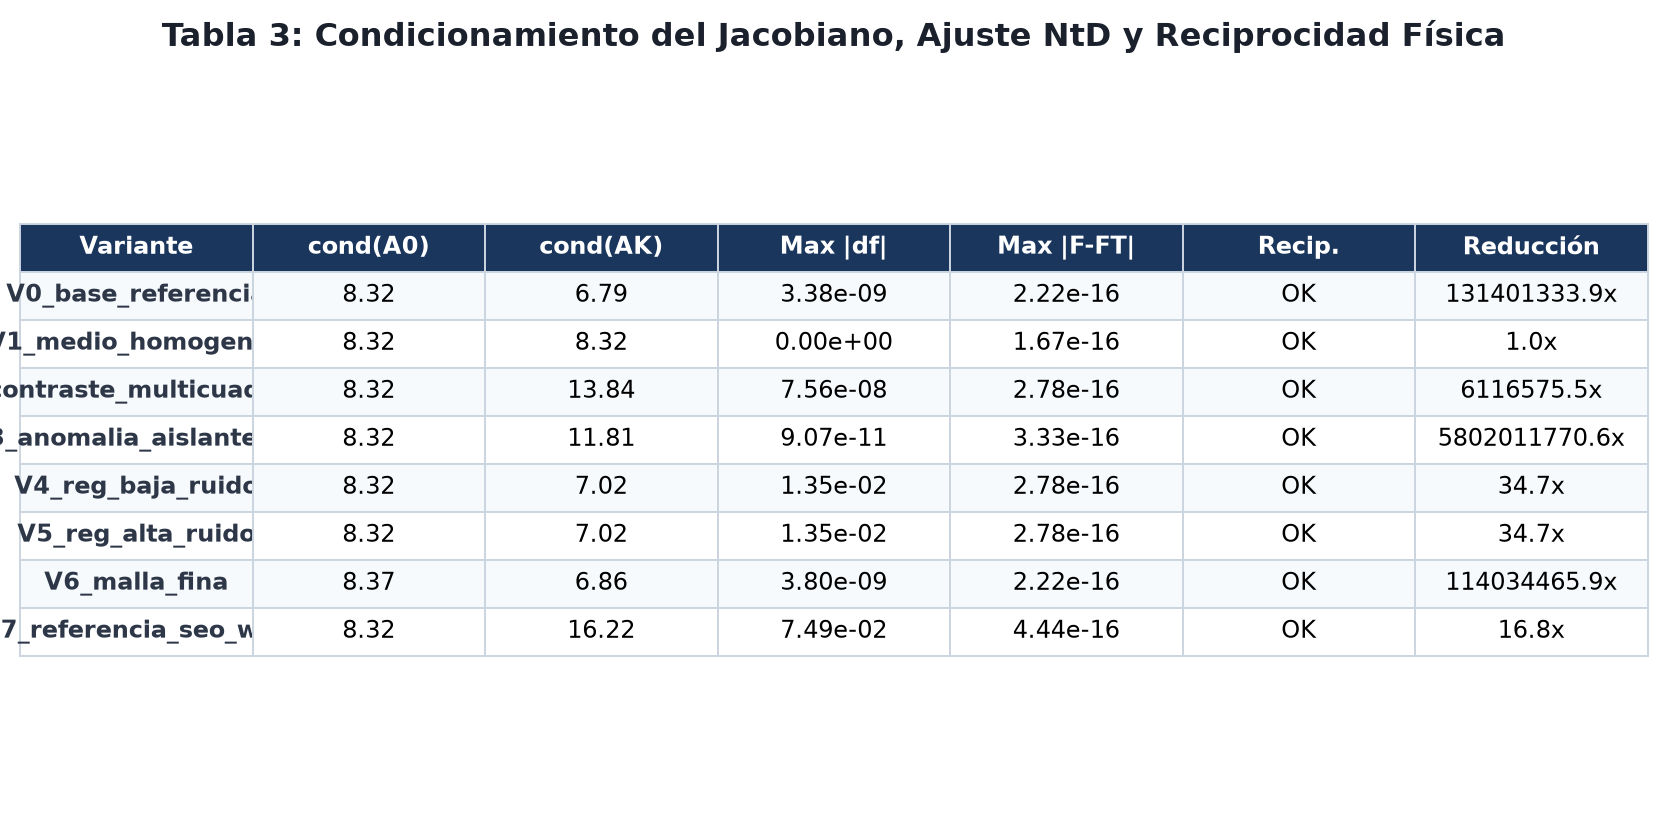 Tabla 3: Condicionamiento del Jacobiano, Ajuste NtD y Reciprocidad Física
Variante cond(A0) cond(AK) Max |df| Max |F-FT| Recip. Reducción
V0_base_referenci 8.32 6.79 3.38e-09 2.22e-16 OK 131401333.9x
1_medio_homogen 8.32 8.32 0.00e+00 1.67e-16 OK 1.0x
contraste_multicuad 8.32 13.84 7.56e-08 2.78e-16 OK 6116575.5x
3_anomalia_aislante 8.32 11.81 9.07e-11 3.33e-16 OK 5802011770.6x
V4_reg_baja_ruido 8.32 7.02 1.35e-02 2.78e-16 OK 34.7x
V5_reg_alta_ruido 8.32 7.02 1.35e-02 2.78e-16 OK 34.7x
V6_malla_fina 8.37 6.86 3.80e-09 2.22e-16 OK 114034465.9x
7_referencia_seo_w 8.32 16.22 7.49e-02 4.44e-16 OK 16.8x